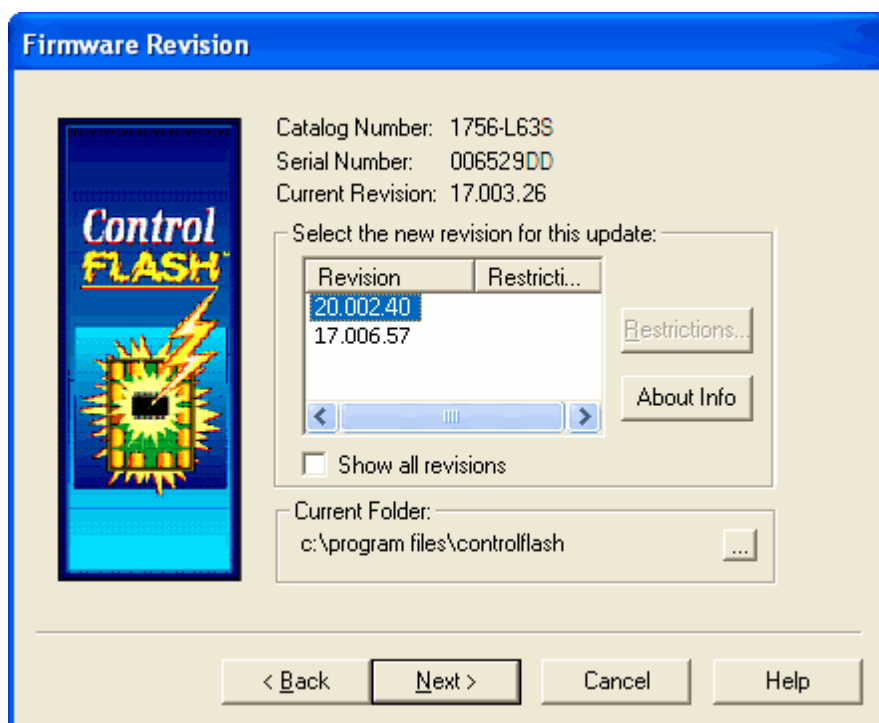 Firmware Revision
Control
FLASH™
Catalog Number: 1756-L63S
Serial Number: 006529DD
Current Revision: 17.003.26
Select the new revision for this update:
Revision Restricti...
20.002.40
17.006.57
Restrictions...
About Info
Show all revisions
Current Folder:
c:\program files\controlflash
...
< Back Next > Cancel Help